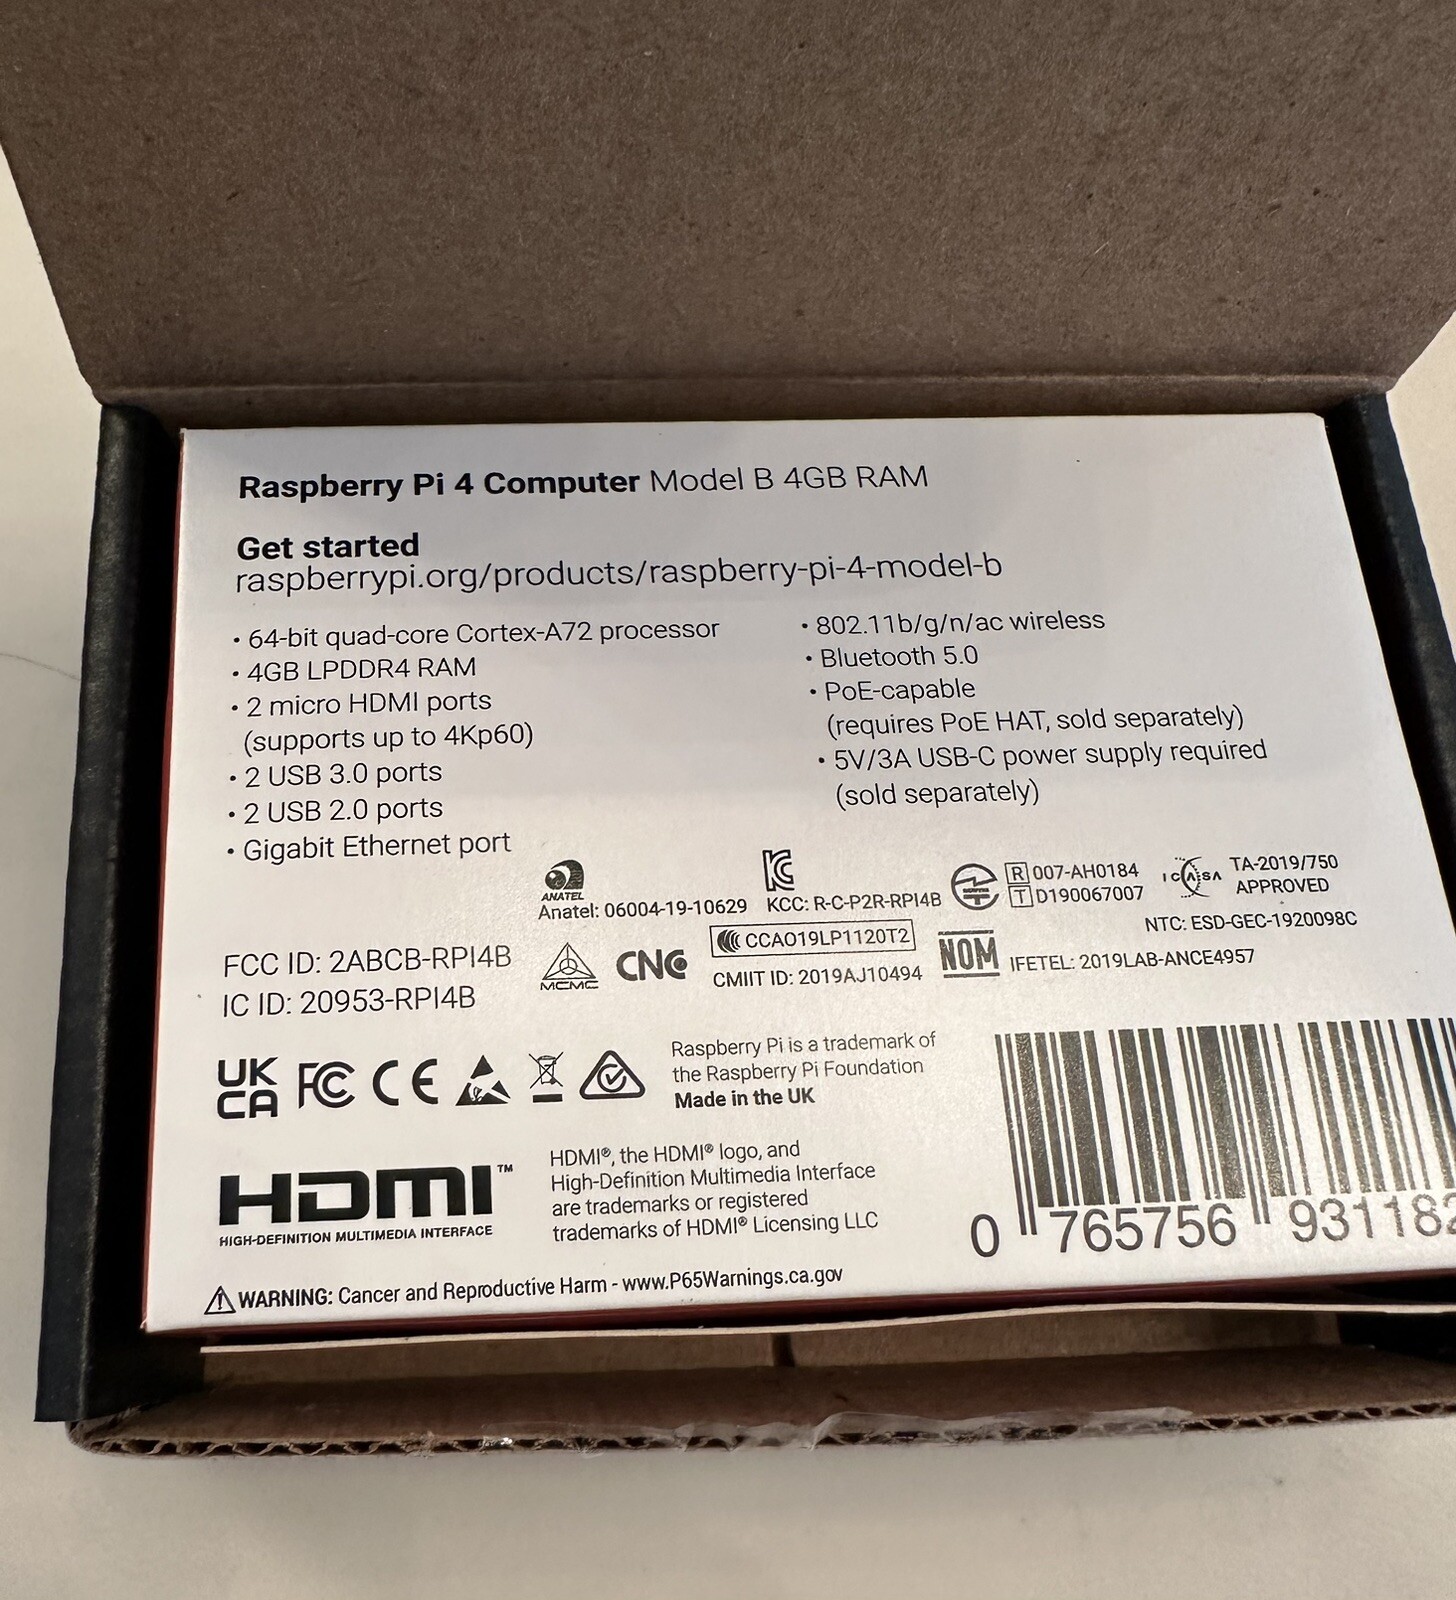 Raspberry Pi 4 Computer Model B 4GB RAM
Get started
raspberrypi.org/products/raspberry-pi-4-model-b
• 64-bit quad-core Cortex-A72 processor
• 4GB LPDDR4 RAM
• 2 micro HDMI ports
(supports up to 4Kp60)
• 2 USB 3.0 ports
• 2 USB 2.0 ports
• Gigabit Ethernet port
• 802.11b/g/n/ac wireless
• Bluetooth 5.0
• PoE-capable
(requires PoE HAT, sold separately)
• 5V/3A USB-C power supply required
(sold separately)
ANATEL
Anatel: 06004-19-10629
KC
KCC: R-C-P2R-RPI4B
R 007-AH0184
T D190067007
ICASA
TA-2019/750
APPROVED
NTC: ESD-GEC-1920098C
FCC ID: 2ABCB-RPI4B
IC ID: 20953-RPI4B
MCMC
CNC
CCAO19LP1120T2
CMIIT ID: 2019AJ10494
NOM
IFETEL: 2019LAB-ANCE4957
UK
CA
FC
CE
Raspberry Pi is a trademark of
the Raspberry Pi Foundation
Made in the UK
HDMI™
HIGH-DEFINITION MULTIMEDIA INTERFACE
HDMI®, the HDMI® logo, and
High-Definition Multimedia Interface
are trademarks or registered
trademarks of HDMI® Licensing LLC
0 765756 931182
WARNING: Cancer and Reproductive Harm - www.P65Warnings.ca.gov